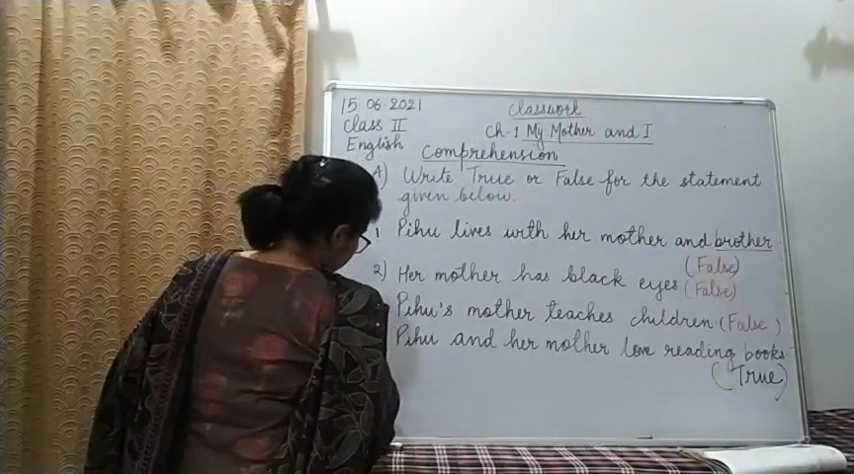 15.06.2021 Classwork
Class II Ch-1 My Mother and I
English Comprehension
A) Write True or False for the statement
given below.
1 Pihu lives with her mother and brother
(False)
2) Her mother has black eyes (False)
Pihu's mother teaches children (False)
Pihu and her mother love reading books
(True)